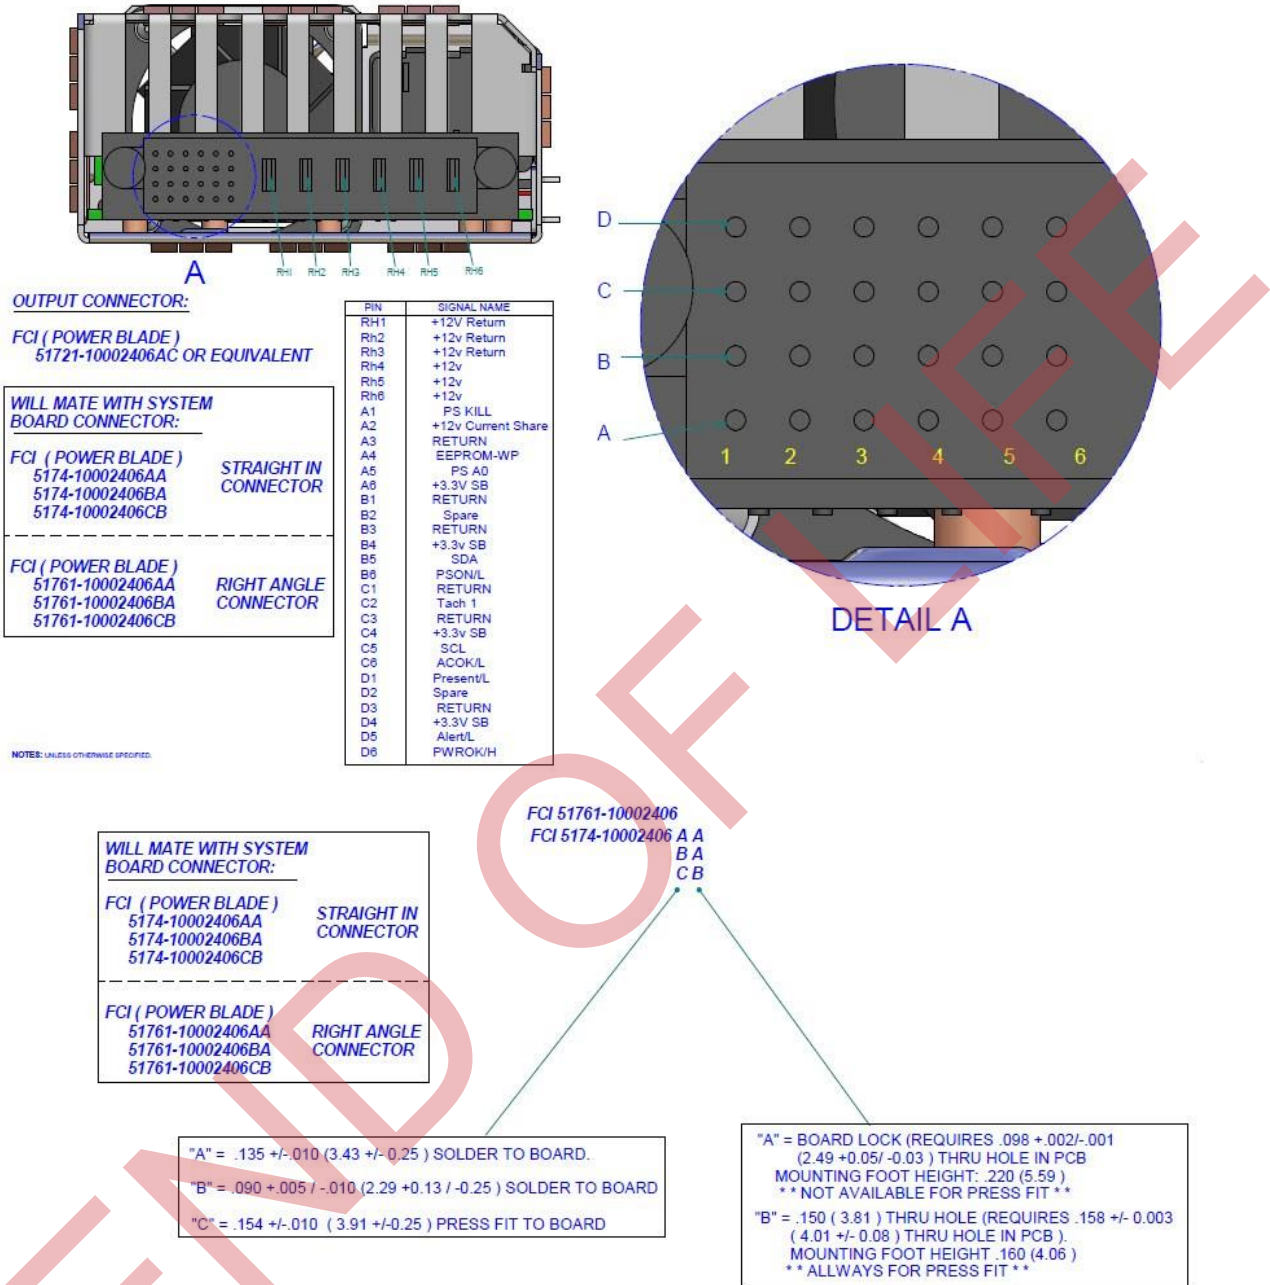 RH1 RH2 RH3 RH4 RH5 RH6
A
D
C
B
A
1 2 3 4 5 6
DETAIL A
OUTPUT CONNECTOR:
FCI ( POWER BLADE )
51721-10002406AC OR EQUIVALENT
WILL MATE WITH SYSTEM
BOARD CONNECTOR:
FCI ( POWER BLADE )
5174-10002406AA
5174-10002406BA
5174-10002406CB
STRAIGHT IN
CONNECTOR
FCI ( POWER BLADE )
51761-10002406AA
51761-10002406BA
51761-10002406CB
RIGHT ANGLE
CONNECTOR
PIN SIGNAL NAME
RH1 +12V Return
Rh2 +12v Return
Rh3 +12v Return
Rh4 +12v
Rh5 +12v
Rh6 +12v
A1 PS KILL
A2 +12v Current Share
A3 RETURN
A4 EEPROM-WP
A5 PS A0
A6 +3.3V SB
B1 RETURN
B2 Spare
B3 RETURN
B4 +3.3v SB
B5 SDA
B6 PSON/L
C1 RETURN
C2 Tach 1
C3 RETURN
C4 +3.3v SB
C5 SCL
C6 ACOK/L
D1 Present/L
D2 Spare
D3 RETURN
D4 +3.3V SB
D5 Alert/L
D6 PWROK/H
NOTES: UNLESS OTHERWISE SPECIFIED.
FCI 51761-10002406
FCI 5174-10002406 A A
B A
C B
WILL MATE WITH SYSTEM
BOARD CONNECTOR:
FCI ( POWER BLADE )
5174-10002406AA
5174-10002406BA
5174-10002406CB
STRAIGHT IN
CONNECTOR
FCI ( POWER BLADE )
51761-10002406AA
51761-10002406BA
51761-10002406CB
RIGHT ANGLE
CONNECTOR
"A" = .135 +/-.010 (3.43 +/- 0.25 ) SOLDER TO BOARD.
"B" = .090 +.005 / -.010 (2.29 +0.13 / -0.25 ) SOLDER TO BOARD
"C" = .154 +/-.010 ( 3.91 +/-0.25 ) PRESS FIT TO BOARD
"A" = BOARD LOCK (REQUIRES .098 +.002/-.001
(2.49 +0.05/ -0.03 ) THRU HOLE IN PCB
MOUNTING FOOT HEIGHT: .220 (5.59 )
* * NOT AVAILABLE FOR PRESS FIT * *
"B" = .150 ( 3.81 ) THRU HOLE (REQUIRES .158 +/- 0.003
( 4.01 +/- 0.08 ) THRU HOLE IN PCB ).
MOUNTING FOOT HEIGHT .160 (4.06 )
* * ALLWAYS FOR PRESS FIT * *
END OF LIFE